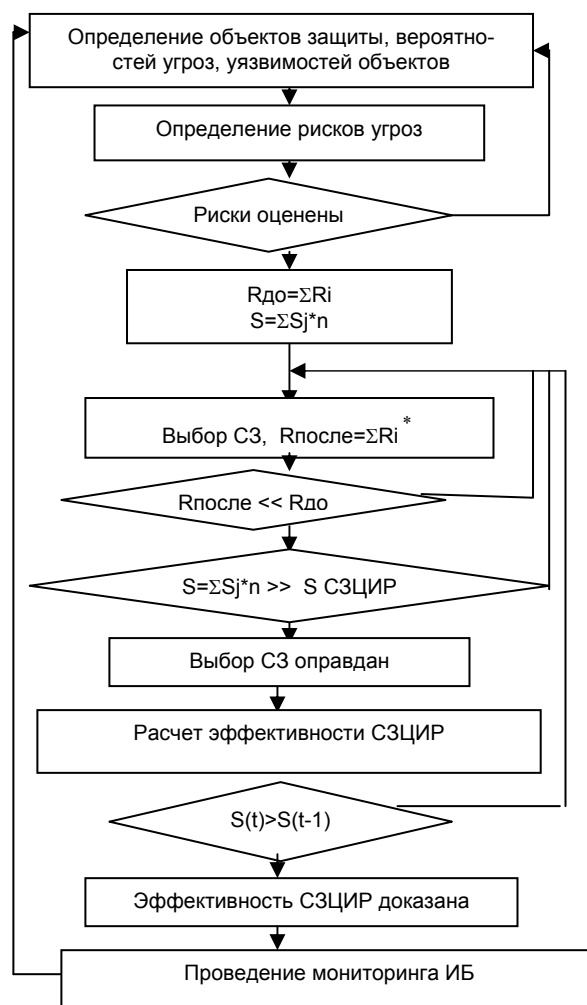 Определение объектов защиты, вероятно-
стей угроз, уязвимостей объектов
Определение рисков угроз
Риски оценены
Rдо=ΣRi
S=ΣSj*n
Выбор СЗ, Rпосле=ΣRi*
Rпосле << Rдо
S=ΣSj*n >> S СЗЦИР
Выбор СЗ оправдан
Расчет эффективности СЗЦИР
S(t)>S(t-1)
Эффективность СЗЦИР доказана
Проведение мониторинга ИБ